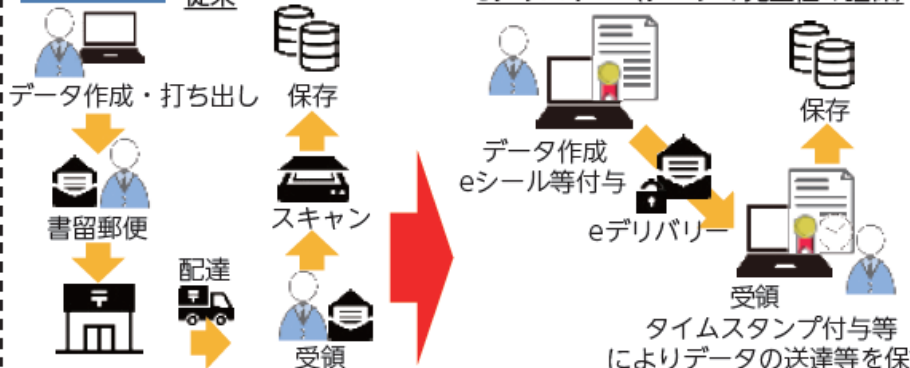 従来
データ作成・打ち出し
保存
書留郵便
スキャン
配達
受領
保存
データ作成
eシール等付与
eデリバリー
受領
タイムスタンプ付与等
によりデータの送達等を保